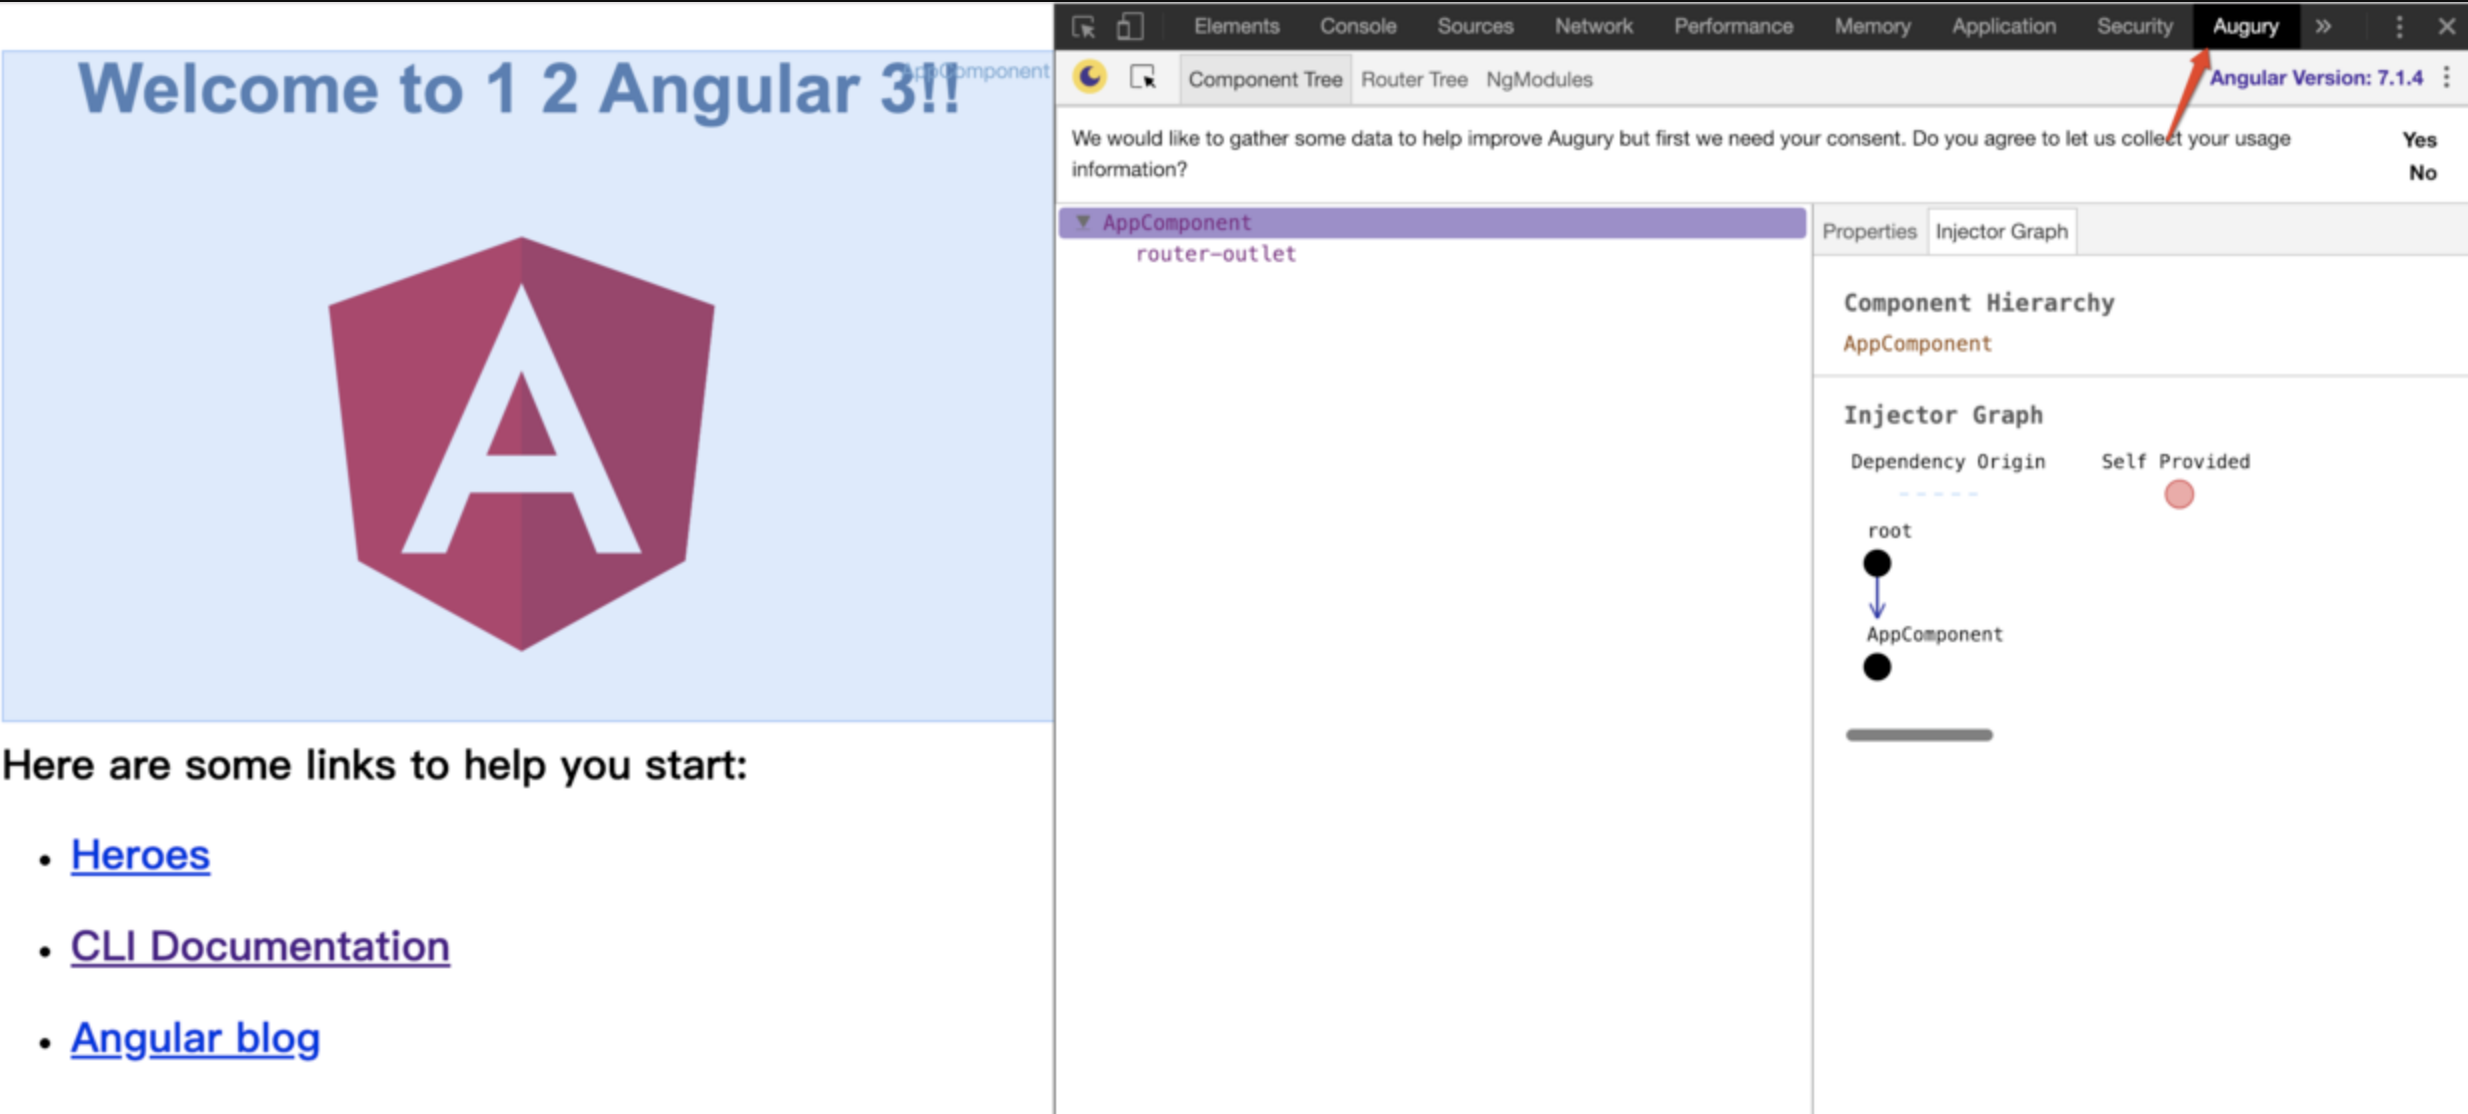 Welcome to 1 2 Angular 3!!
AppComponent
Here are some links to help you start:
Heroes
CLI Documentation
Angular blog
Elements Console Sources Network Performance Memory Application Security Augury »
Component Tree Router Tree NgModules Angular Version: 7.1.4
We would like to gather some data to help improve Augury but first we need your consent. Do you agree to let us collect your usage
information?
Yes
No
AppComponent
router-outlet
Properties Injector Graph
Component Hierarchy
AppComponent
Injector Graph
Dependency Origin Self Provided
root
AppComponent